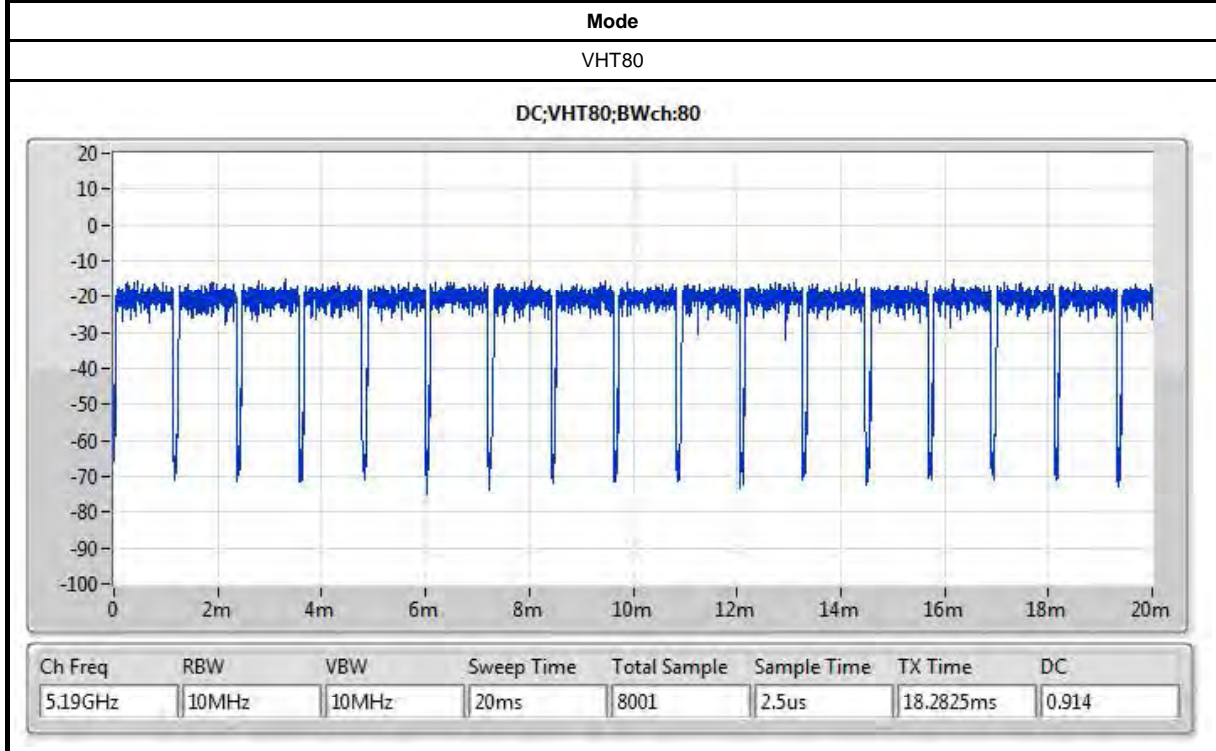 Mode
VHT80
DC;VHT80;BWch:80
20
10
0
-10
-20
-30
-40
-50
-60
-70
-80
-90
-100
0 2m 4m 6m 8m 10m 12m 14m 16m 18m 20m
Ch Freq RBW VBW Sweep Time Total Sample Sample Time TX Time DC
5.19GHz 10MHz 10MHz 20ms 8001 2.5us 18.2825ms 0.914